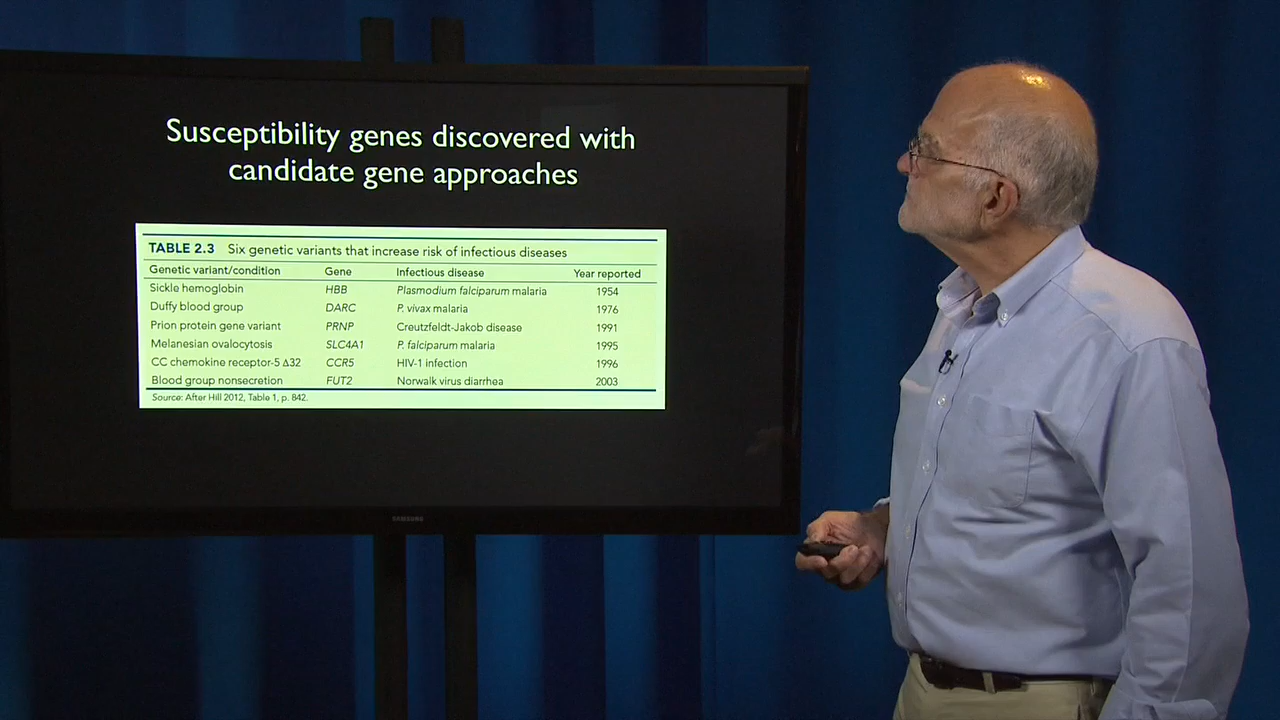 Susceptibility genes discovered with
candidate gene approaches
TABLE 2.3 Six genetic variants that increase risk of infectious diseases
Genetic variant/condition Gene Infectious disease Year reported
Sickle hemoglobin HBB Plasmodium falciparum malaria 1954
Duffy blood group DARC P. vivax malaria 1976
Prion protein gene variant PRNP Creutzfeldt-Jakob disease 1991
Melanesian ovalocytosis SLC4A1 P. falciparum malaria 1995
CC chemokine receptor-5 Δ32 CCR5 HIV-1 infection 1996
Blood group nonsecretion FUT2 Norwalk virus diarrhea 2003
Source: After Hill 2012, Table 1, p. 842.
SAMSUNG